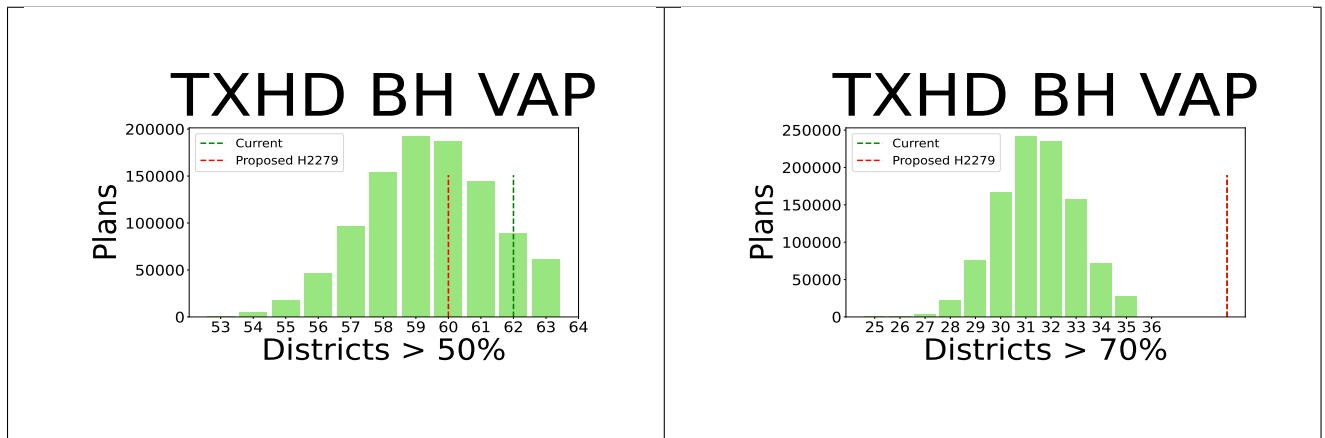 TXHD BH VAP
200000
150000
100000
50000
0
Plans
Current
Proposed H2279
53 54 55 56 57 58 59 60 61 62 63 64
Districts > 50%
TXHD BH VAP
250000
200000
150000
100000
50000
0
Plans
Current
Proposed H2279
25 26 27 28 29 30 31 32 33 34 35 36
Districts > 70%